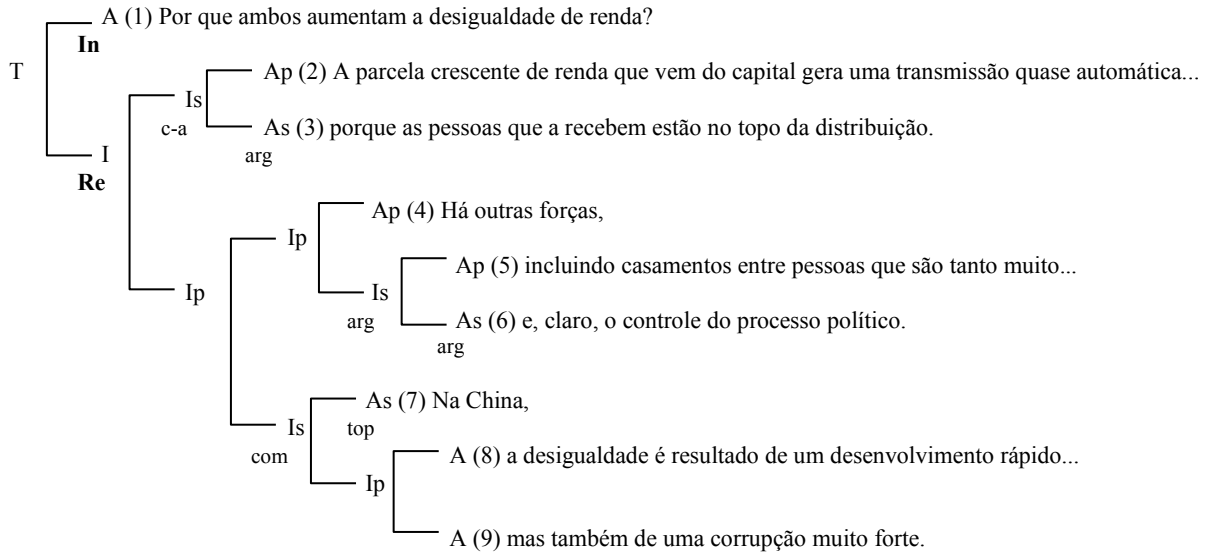 A (1) Por que ambos aumentam a desigualdade de renda?
In
T
Ap (2) A parcela crescente de renda que vem do capital gera uma transmissão quase automática...
Is
c-a
As (3) porque as pessoas que a recebem estão no topo da distribuição.
arg
I
Re
Ap (4) Há outras forças,
Ip
Ap (5) incluindo casamentos entre pessoas que são tanto muito...
Ip
Is
arg
As (6) e, claro, o controle do processo político.
arg
As (7) Na China,
Is
top
com
A (8) a desigualdade é resultado de um desenvolvimento rápido...
Ip
A (9) mas também de uma corrupção muito forte.